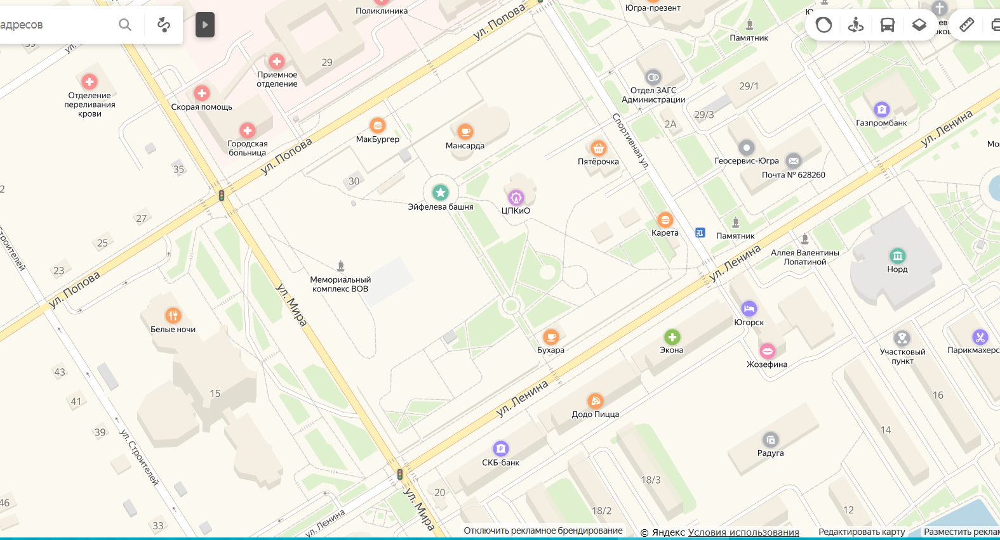 адресов
Поликлиника
Югра-презент
Памятник
ул. Попова
29
Приемное
отделение
Отделение
переливания
крови
Скорая помощь
Отдел ЗАГС
Администрации
29/1
29/3
2А
Газпромбанк
ул. Ленина
Городская
больница
МакБургер
Мансарда
Спортивная ул.
Пятёрочка
Геосервис-Югра
Почта № 628260
ул. Попова
35
30
Эйфелева башня
ЦПКиО
27
25
23
Карета
Памятник
Аллея Валентины
Лопатиной
Норд
ул. Ленина
Мемориальный
комплекс ВОВ
ул. Попова
ул. Мира
Белые ночи
Югорск
Бухара
Экона
Жозефина
Участковый
пункт
Парикмахерс
43
41
39
15
16
ул. Ленина
Додо Пицца
14
ул. Строителей
Радуга
СКБ-банк
18/3
20
18/2
12
46
33
ул. Мира
ул. Ленина
Отключить рекламное брендирование
© Яндекс Условия использования
Редактировать карту
Разместить реклам